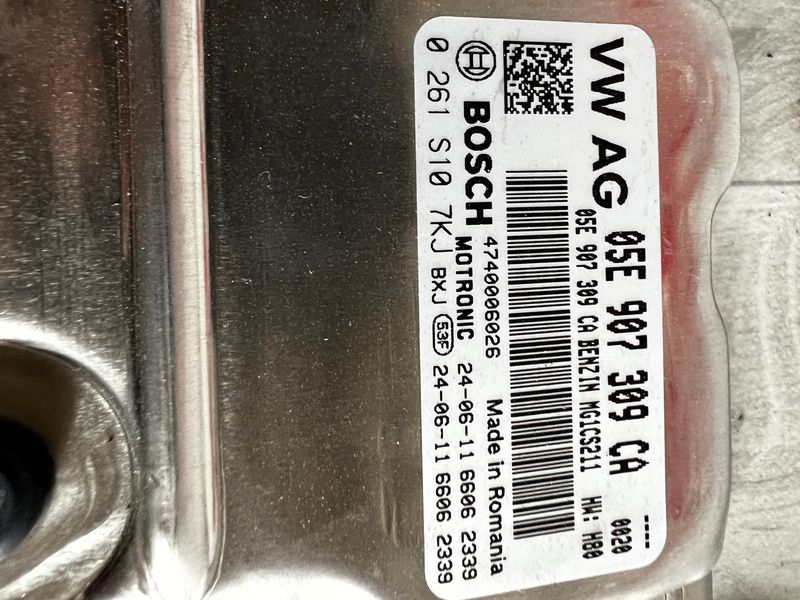 VW AG 05E 907 309 CA ----
05E 907 309 CA BENZIN MG1CS211 HW: H80 0020
4740006026 Made in Romania
BOSCH MOTRONIC 24-06-11 6606 2339
0 261 S10 7KJ BXJ 53F 24-06-11 6606 2339